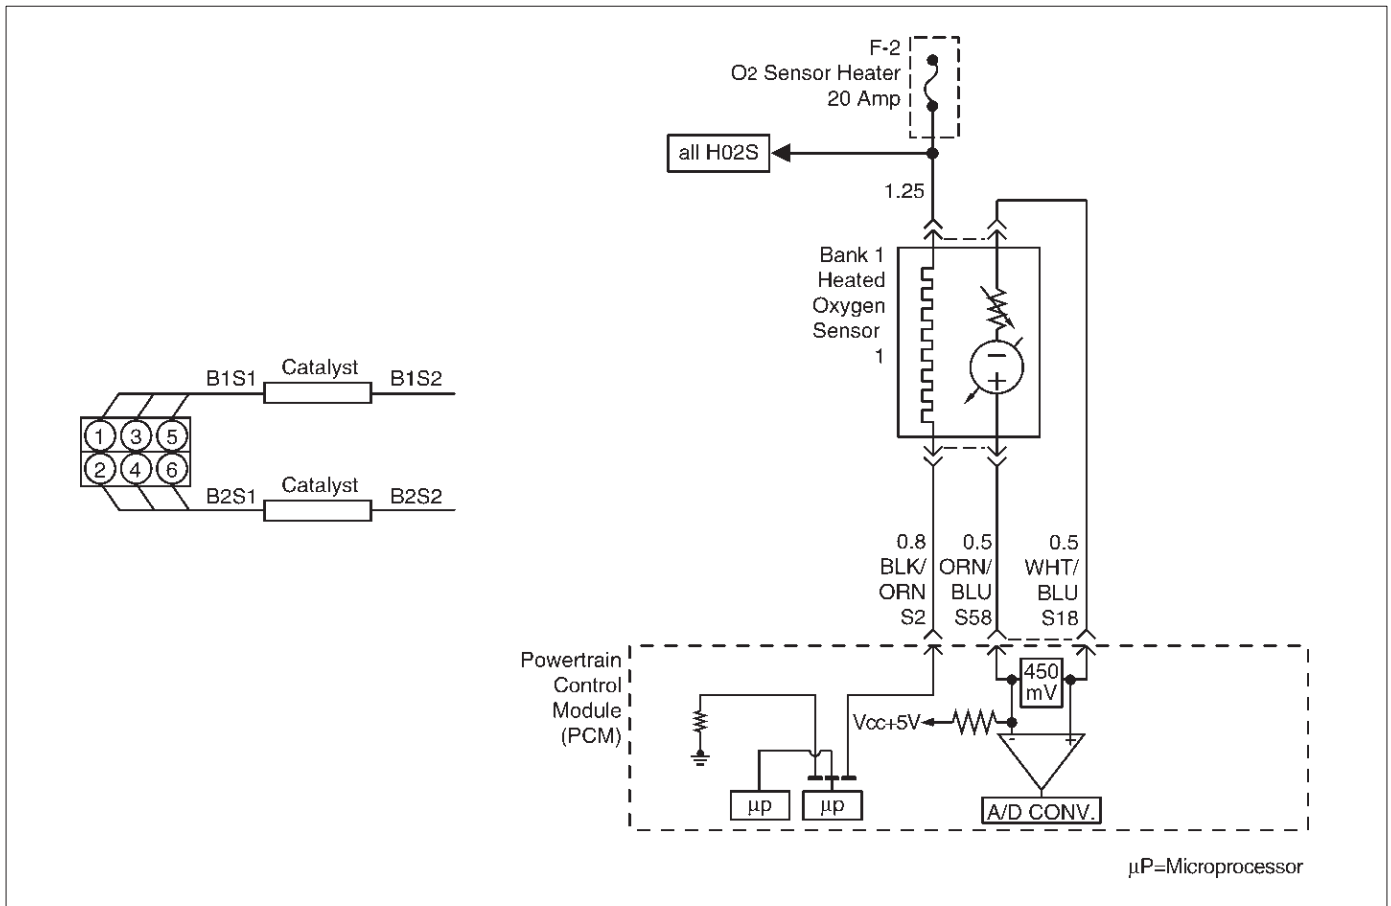 F-2
O2 Sensor Heater
20 Amp
all H02S
1.25
Bank 1
Heated
Oxygen
Sensor
1
−
+
B1S1
Catalyst
B1S2
1 3 5
2 4 6
B2S1
Catalyst
B2S2
0.8
BLK/
ORN
S2
0.5
ORN/
BLU
S58
0.5
WHT/
BLU
S18
Powertrain
Control
Module
(PCM)
450
mV
Vcc+5V
- +
µp
µp
A/D CONV.
µP=Microprocessor